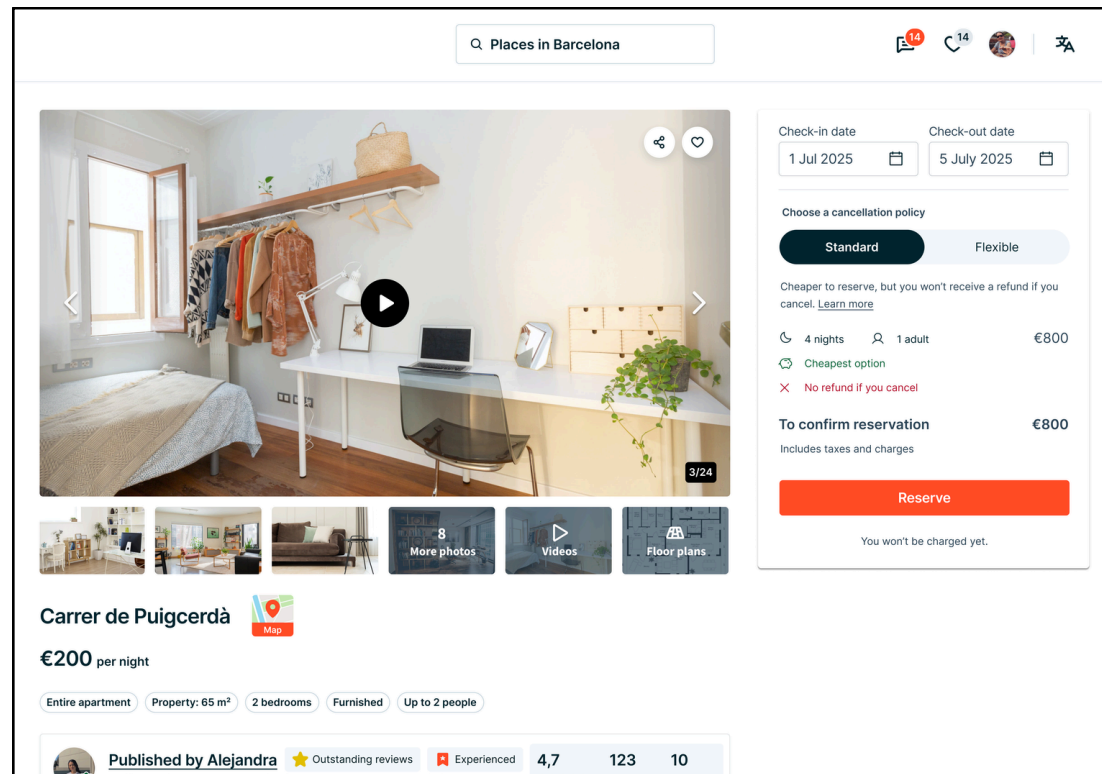 Places in Barcelona
14
14
3/24
8
More photos
Videos
Floor plans
Carrer de Puigcerdà
Map
€200 per night
Entire apartment
Property: 65 m²
2 bedrooms
Furnished
Up to 2 people
Published by Alejandra
Outstanding reviews
Experienced
4,7
123
10
Check-in date
Check-out date
1 Jul 2025
5 July 2025
Choose a cancellation policy
Standard
Flexible
Cheaper to reserve, but you won't receive a refund if you
cancel. Learn more
4 nights
1 adult
€800
Cheapest option
No refund if you cancel
To confirm reservation
€800
Includes taxes and charges
Reserve
You won't be charged yet.